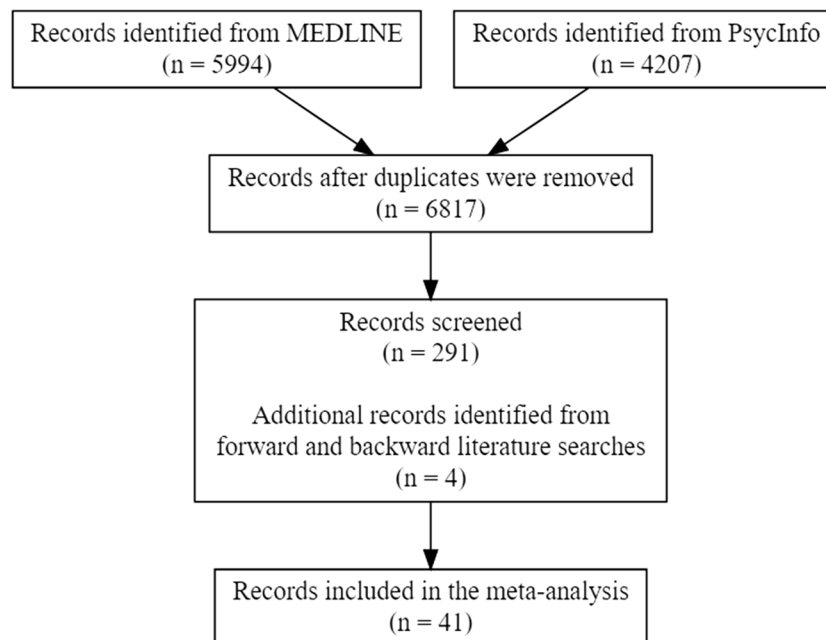 Records identified from MEDLINE
(n = 5994)
Records identified from PsycInfo
(n = 4207)
Records after duplicates were removed
(n = 6817)
Records screened
(n = 291)
Additional records identified from
forward and backward literature searches
(n = 4)
Records included in the meta-analysis
(n = 41)